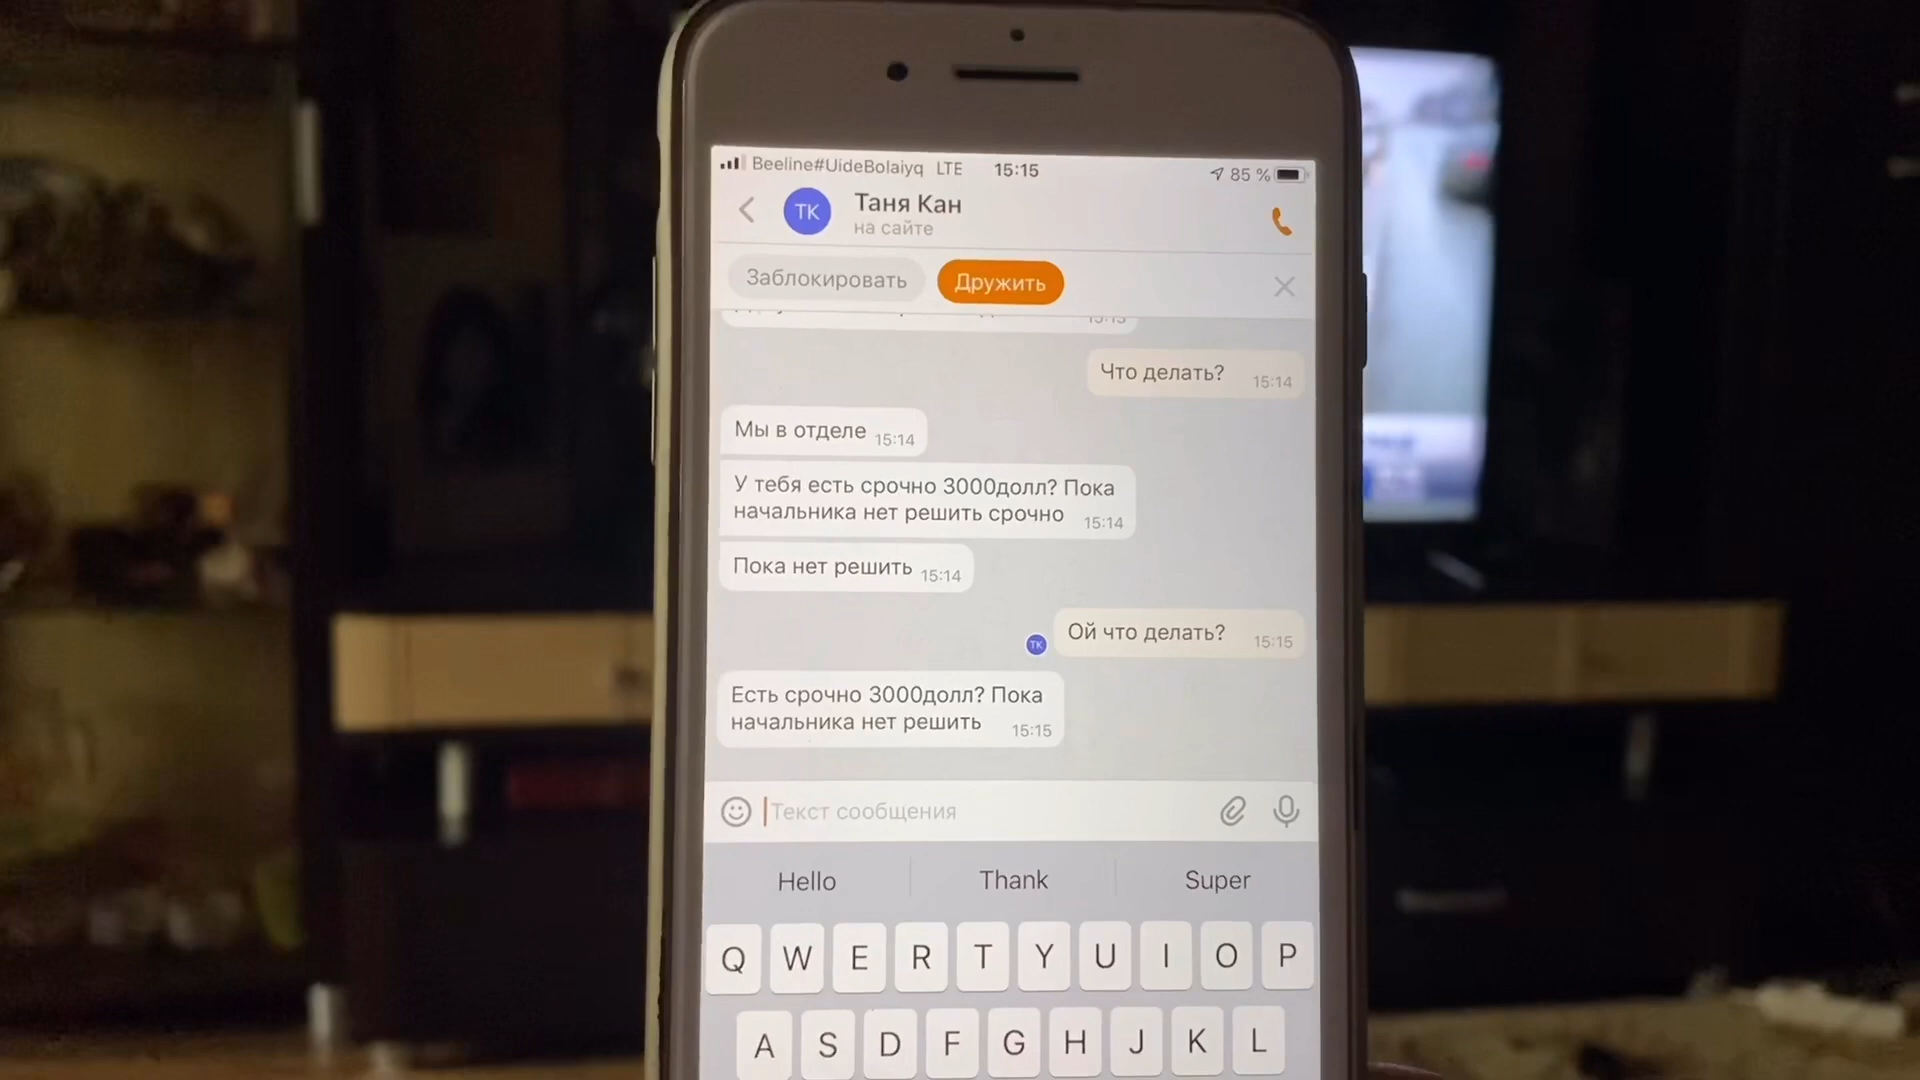 Beeline#UideBolaiyq LTE 15:15 85 %
ТК Таня Кан
на сайте
Заблокировать Дружить
15:13
Что делать? 15:14
Мы в отделе 15:14
У тебя есть срочно 3000долл? Пока
начальника нет решить срочно 15:14
Пока нет решить 15:14
ТК Ой что делать? 15:15
Есть срочно 3000долл? Пока
начальника нет решить 15:15
Текст сообщения
Hello Thank Super
Q W E R T Y U I O P
A S D F G H J K L